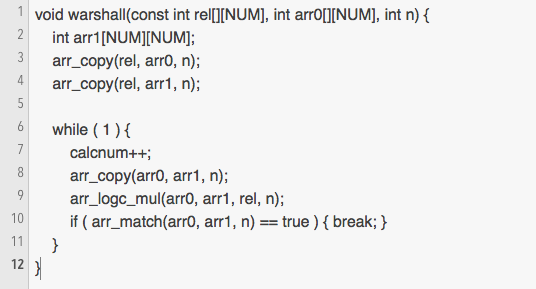 1 void warshall(const int rel[][NUM], int arr0[][NUM], int n) {
2 int arr1[NUM][NUM];
3 arr_copy(rel, arr0, n);
4 arr_copy(rel, arr1, n);
5
6 while ( 1 ) {
7 calcnum++;
8 arr_copy(arr0, arr1, n);
9 arr_logc_mul(arr0, arr1, rel, n);
10 if ( arr_match(arr0, arr1, n) == true ) { break; }
11 }
12 }